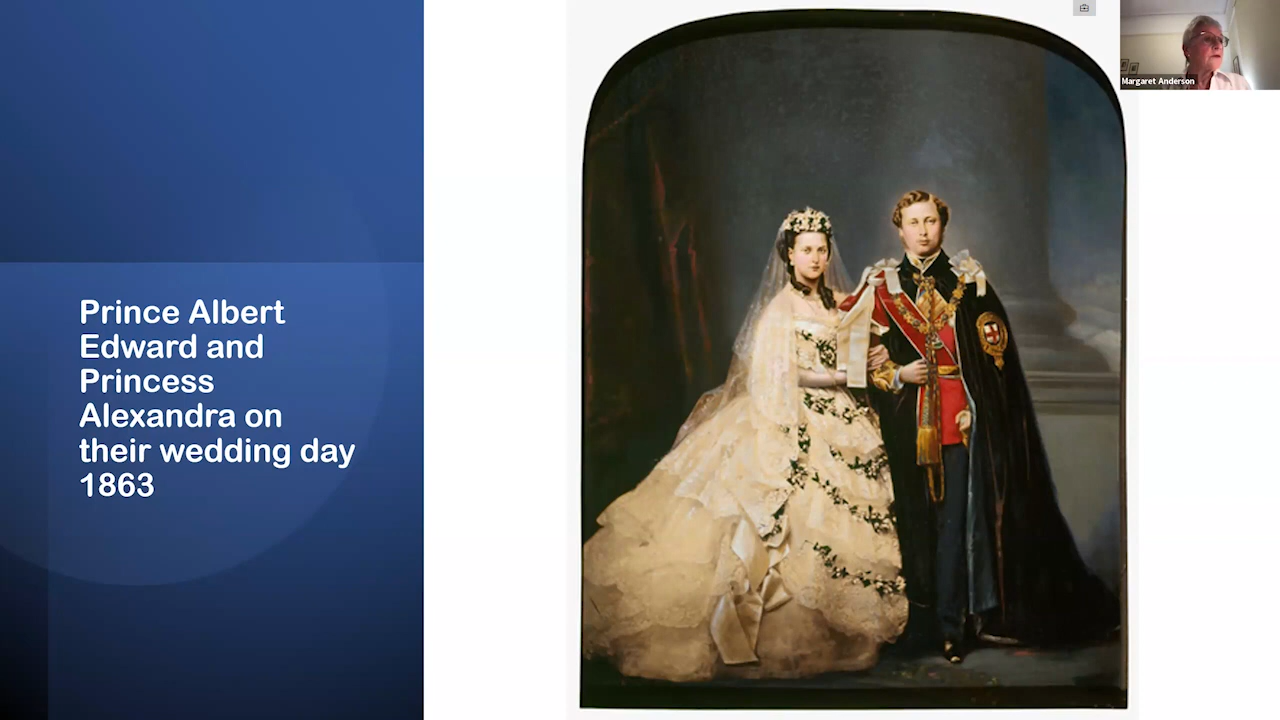 Prince Albert
Edward and
Princess
Alexandra on
their wedding day
1863
Margaret Anderson